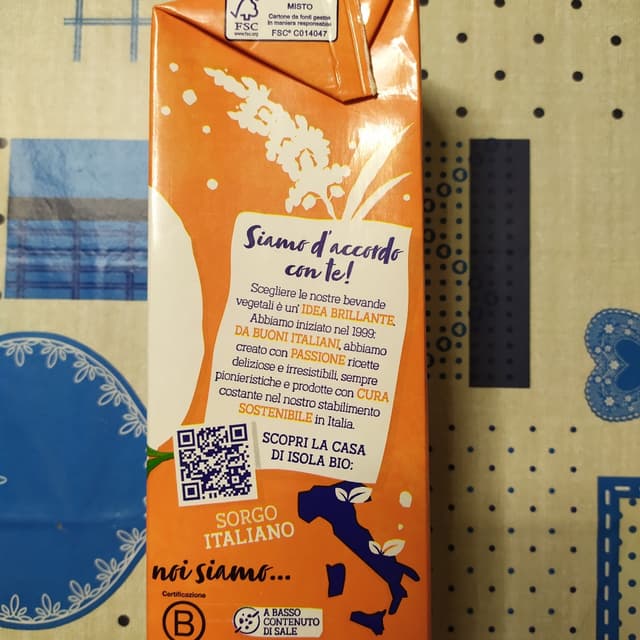 FSC
www.fsc.org
MISTO
Cartone da fonti gestite
in maniera responsabile
FSC® C014047
Siamo d'accordo
con te!
Scegliere le nostre bevande
vegetali è un' IDEA BRILLANTE.
Abbiamo iniziato nel 1999:
DA BUONI ITALIANI, abbiamo
creato con PASSIONE ricette
deliziose e irresistibili, sempre
pionieristiche e prodotte con CURA
costante nel nostro stabilimento
SOSTENIBILE in Italia.
SCOPRI LA CASA
DI ISOLA BIO:
SORGO
ITALIANO
noi siamo...
Certificazione
B
A BASSO
CONTENUTO
DI SALE